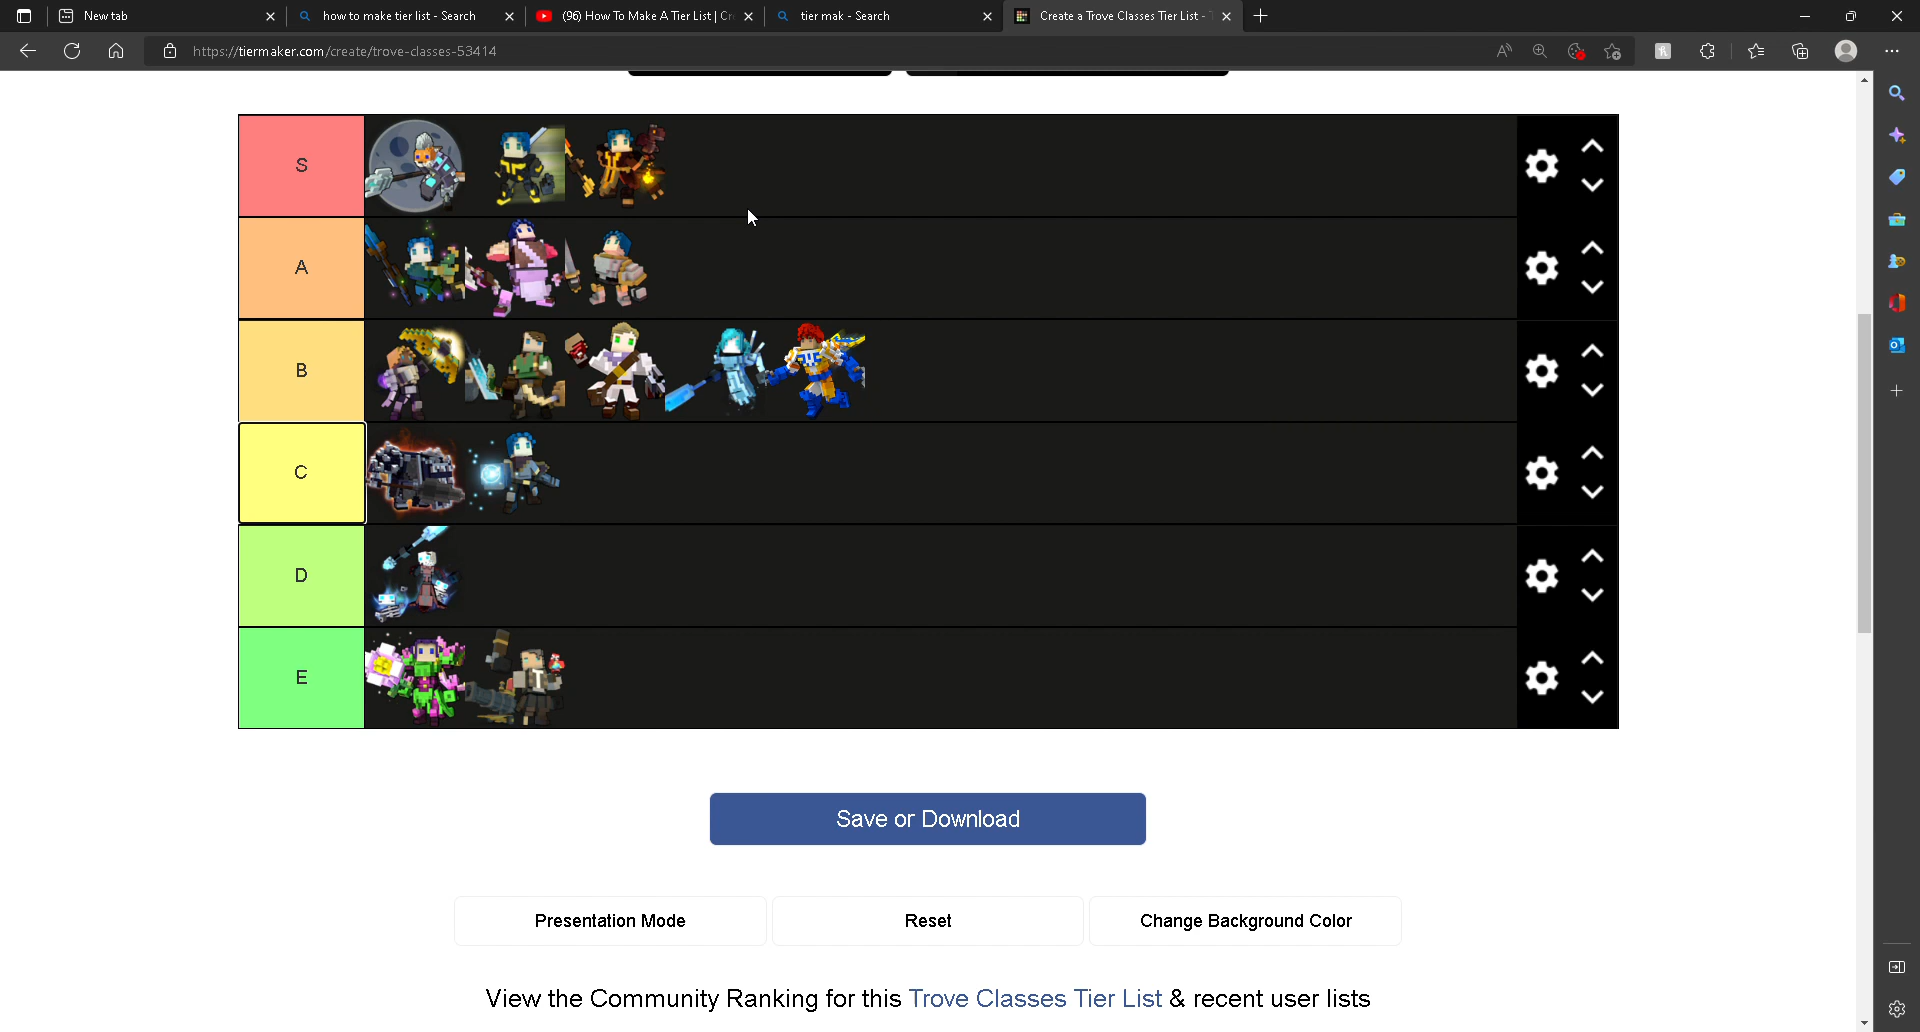 New tab
how to make tier list - Search
(96) How To Make A Tier List | Cr
tier mak - Search
Create a Trove Classes Tier List - T
https://tiermaker.com/create/trove-classes-53414
S
A
B
C
D
E
T
Save or Download
Presentation Mode
Reset
Change Background Color
View the Community Ranking for this Trove Classes Tier List & recent user lists